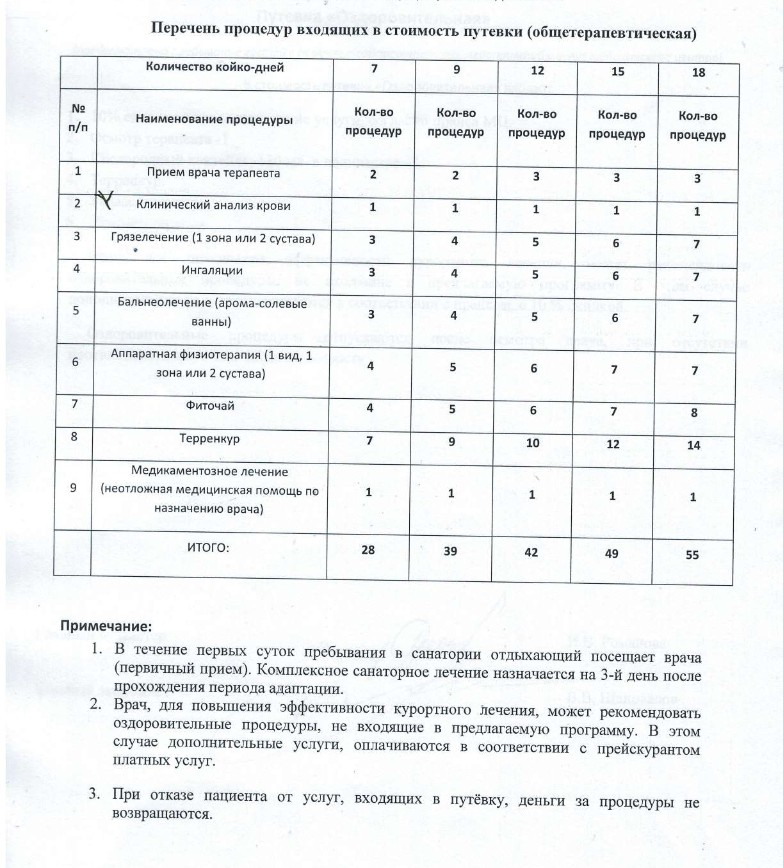 Перечень процедур входящих в стоимость путевки (общетерапевтическая)
Количество койко-дней 7 9 12 15 18
№ п/п Наименование процедуры Кол-во процедур Кол-во процедур Кол-во процедур Кол-во процедур Кол-во процедур
1 Прием врача терапевта 2 2 3 3 3
2 Клинический анализ крови 1 1 1 1 1
3 Грязелечение (1 зона или 2 сустава) 3 4 5 6 7
4 Ингаляции 3 4 5 6 7
5 Бальнеолечение (арома-солевые ванны) 3 4 5 6 7
6 Аппаратная физиотерапия (1 вид, 1 зона или 2 сустава) 4 5 6 7 7
7 Фиточай 4 5 6 7 8
8 Терренкур 7 9 10 12 14
9 Медикаментозное лечение (неотложная медицинская помощь по назначению врача) 1 1 1 1 1
ИТОГО: 28 39 42 49 55
Примечание:
1. В течение первых суток пребывания в санатории отдыхающий посещает врача
(первичный прием). Комплексное санаторное лечение назначается на 3-й день после
прохождения периода адаптации.
2. Врач, для повышения эффективности курортного лечения, может рекомендовать
оздоровительные процедуры, не входящие в предлагаемую программу. В этом
случае дополнительные услуги, оплачиваются в соответствии с прейскурантом
платных услуг.
3. При отказе пациента от услуг, входящих в путёвку, деньги за процедуры не
возвращаются.